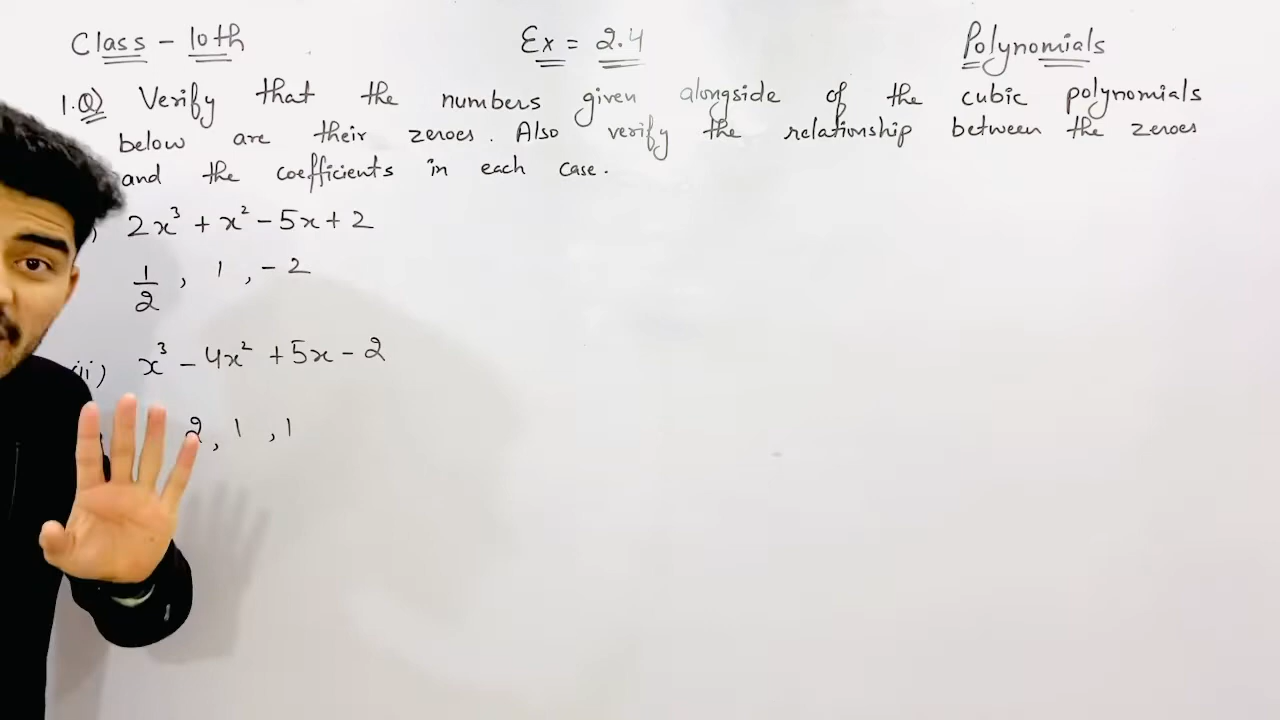 Class - 10th Ex = 2.4 Polynomials
1.Q) Verify that the numbers given alongside of the cubic polynomials
below are their zeroes. Also verify the relationship between the zeroes
and the coefficients in each case.
) 2x³ + x² - 5x + 2
1/2, 1, -2
ii) x³ - 4x² + 5x - 2
2, 1, 1